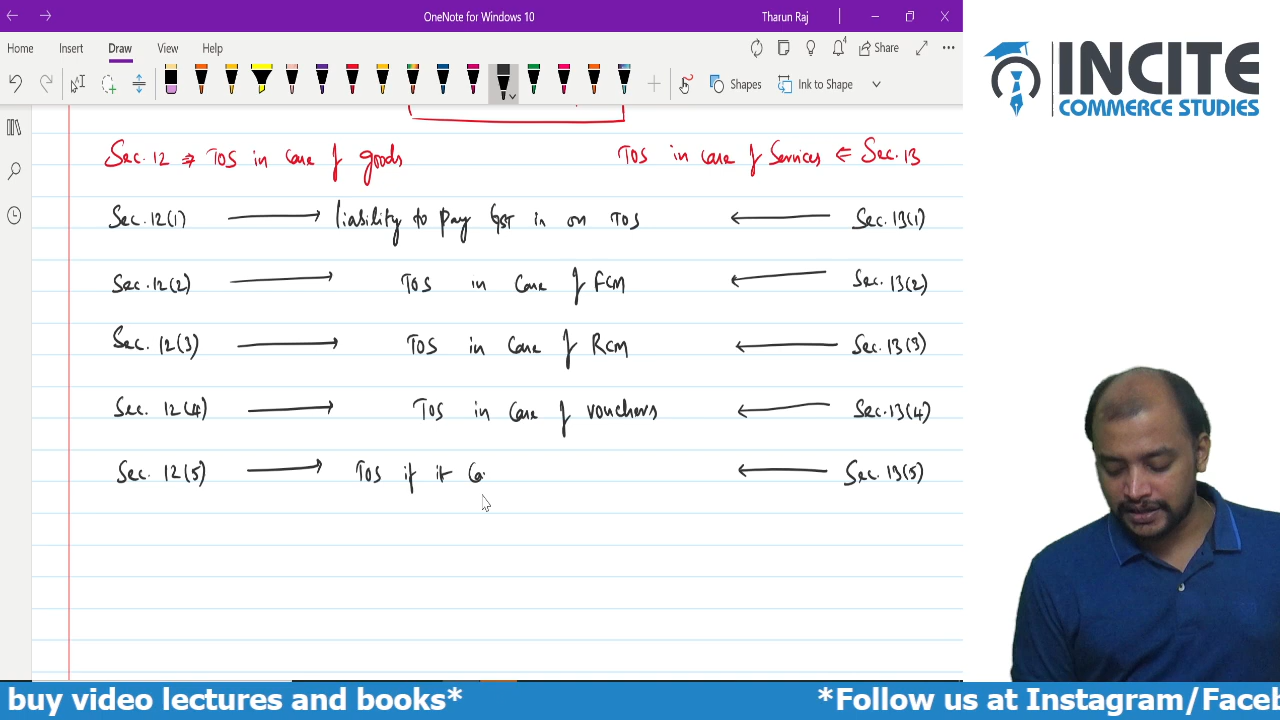 OneNote for Windows 10
Tharun Raj
Home Insert Draw View Help
4 Share
Shapes Ink to Shape
INCITE
COMMERCE STUDIES
Sec. 12 ⇒ TOS in case of goods
TOS in case of Services ⇐ Sec. 13
Sec. 12(1) → liability to pay GST in on TOS ← Sec. 13(1)
Sec. 12(2) → TOS in case of FCM ← Sec. 13(2)
Sec. 12(3) → TOS in case of RCM ← Sec. 13(3)
Sec. 12(4) → TOS in case of vouchers ← Sec. 13(4)
Sec. 12(5) → TOS if it ca ← Sec. 13(5)
buy video lectures and books* *Follow us at Instagram/Faceb